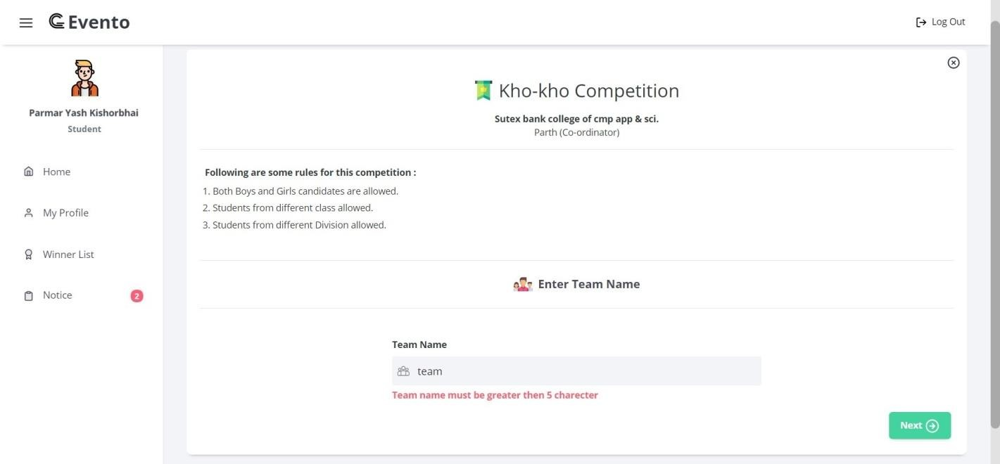 Evento
Log Out
Parmar Yash Kishorbhai
Student
Home
My Profile
Winner List
Notice 2
Kho-kho Competition
Sutex bank college of cmp app & sci.
Parth (Co-ordinator)
Following are some rules for this competition :
1. Both Boys and Girls candidates are allowed.
2. Students from different class allowed.
3. Students from different Division allowed.
Enter Team Name
Team Name
team
Team name must be greater then 5 charecter
Next